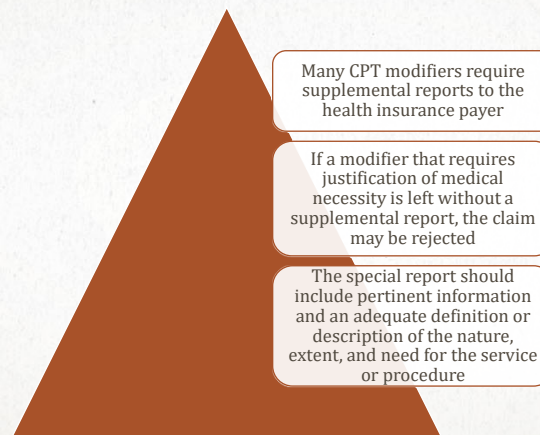 Many CPT modifiers require
supplemental reports to the
health insurance payer
If a modifier that requires
justification of medical
necessity is left without a
supplemental report, the claim
may be rejected
The special report should
include pertinent information
and an adequate definition or
description of the nature,
extent, and need for the service
or procedure